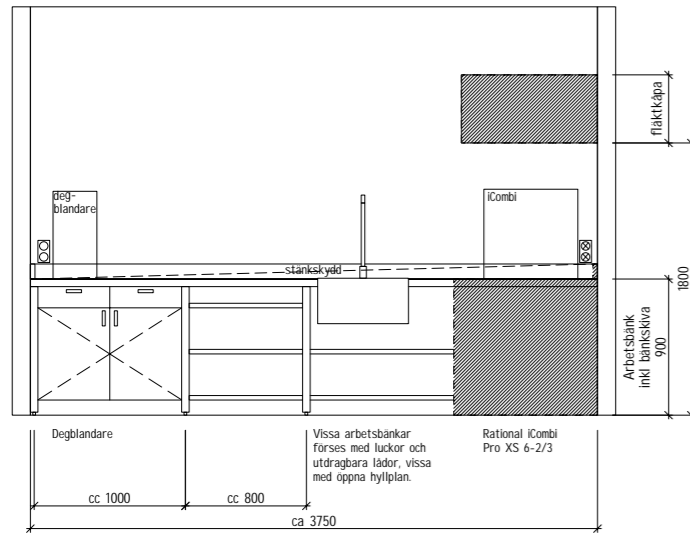 fläktkåpa
deg-
blandare
iCombi
stänkskydd
1800
Arbetsbänk
inkl bänkskiva
900
Degblandare
Vissa arbetsbänkar
förses med luckor och
utdragbara lådor, vissa
med öppna hyllplan.
Rational iCombi
Pro XS 6-2/3
cc 1000
cc 800
ca 3750